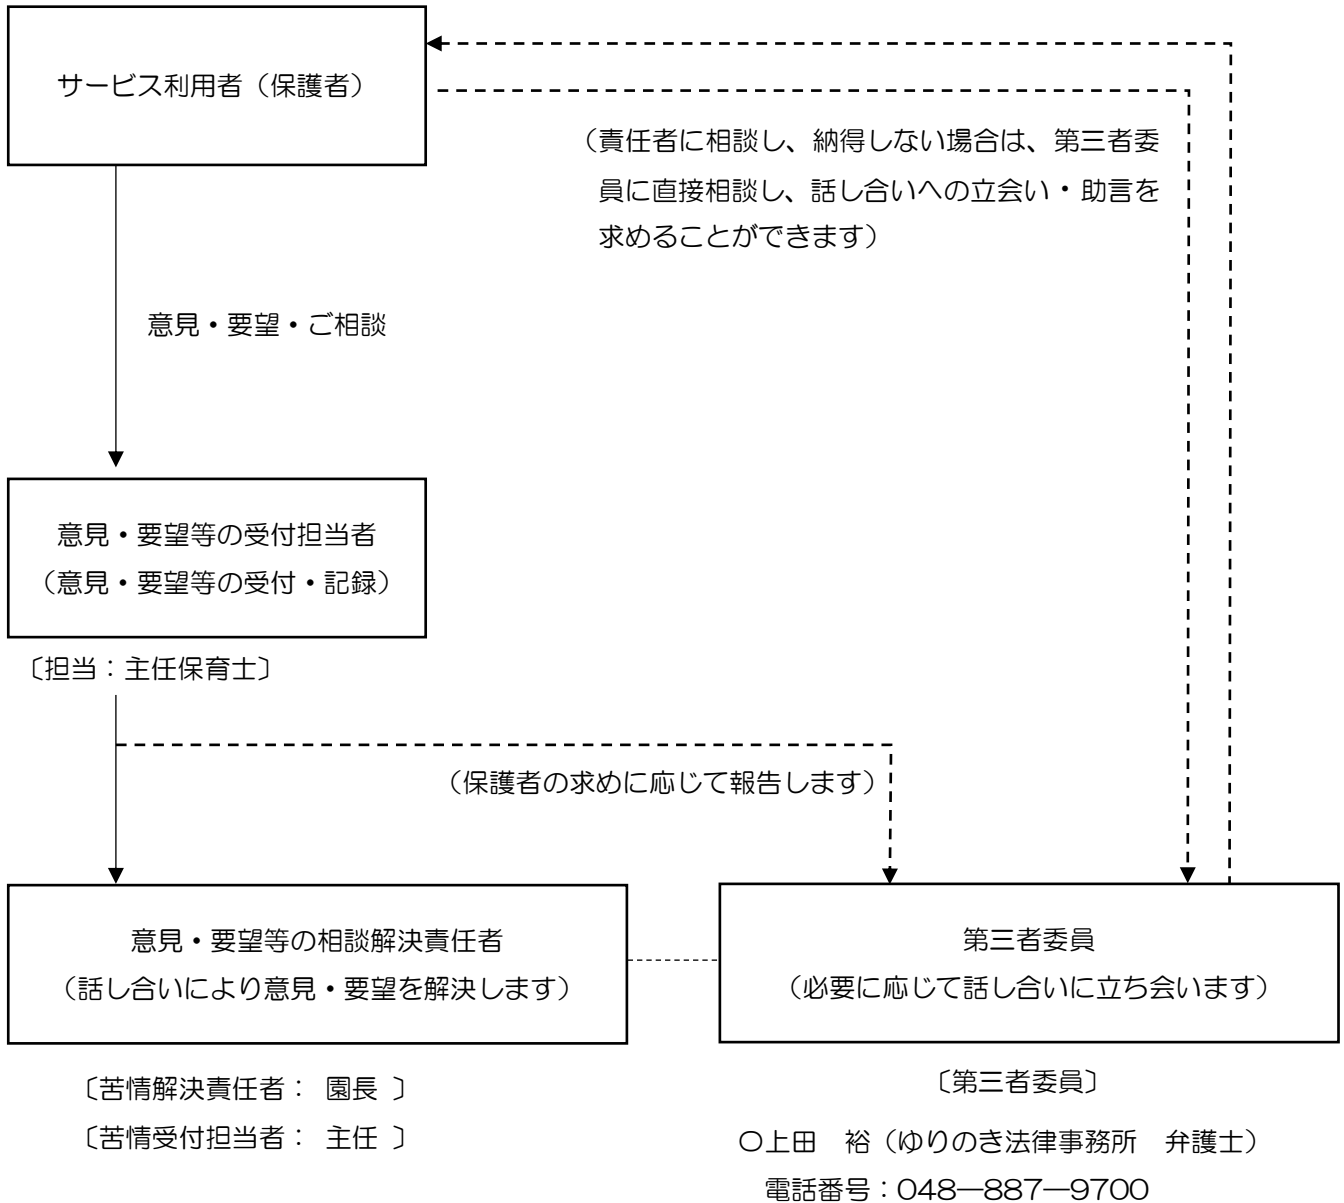 サービス利用者（保護者）
（責任者に相談し、納得しない場合は、第三者委
員に直接相談し、話し合いへの立会い・助言を
求めることができます）
意見・要望・ご相談
意見・要望等の受付担当者
（意見・要望等の受付・記録）
〔担当：主任保育士〕
（保護者の求めに応じて報告します）
意見・要望等の相談解決責任者
（話し合いにより意見・要望を解決します）
第三者委員
（必要に応じて話し合いに立ち会います）
〔苦情解決責任者：　園長　〕
〔苦情受付担当者：　主任　〕
〔第三者委員〕
〇上田　裕（ゆりのき法律事務所　弁護士）
電話番号：048―887―9700